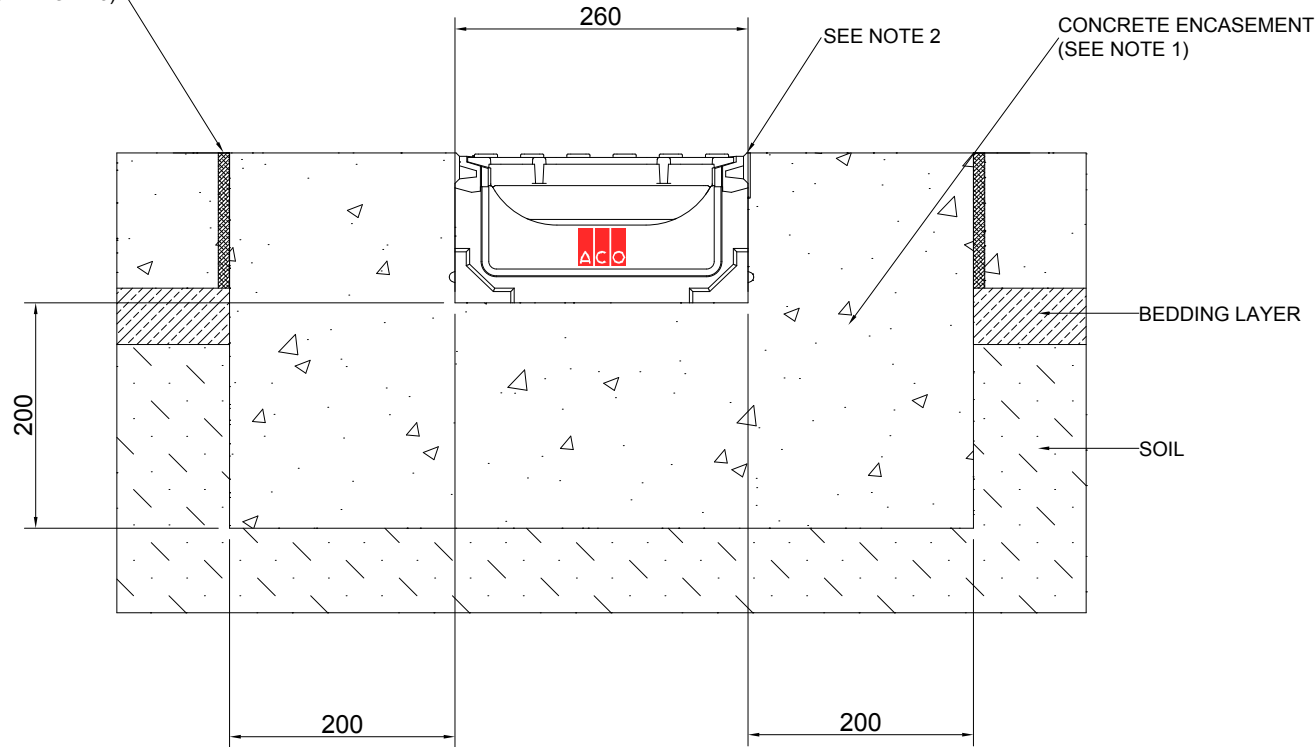 260
SEE NOTE 2
CONCRETE ENCASEMENT
(SEE NOTE 1)
ACO
BEDDING LAYER
200
SOIL
200
200